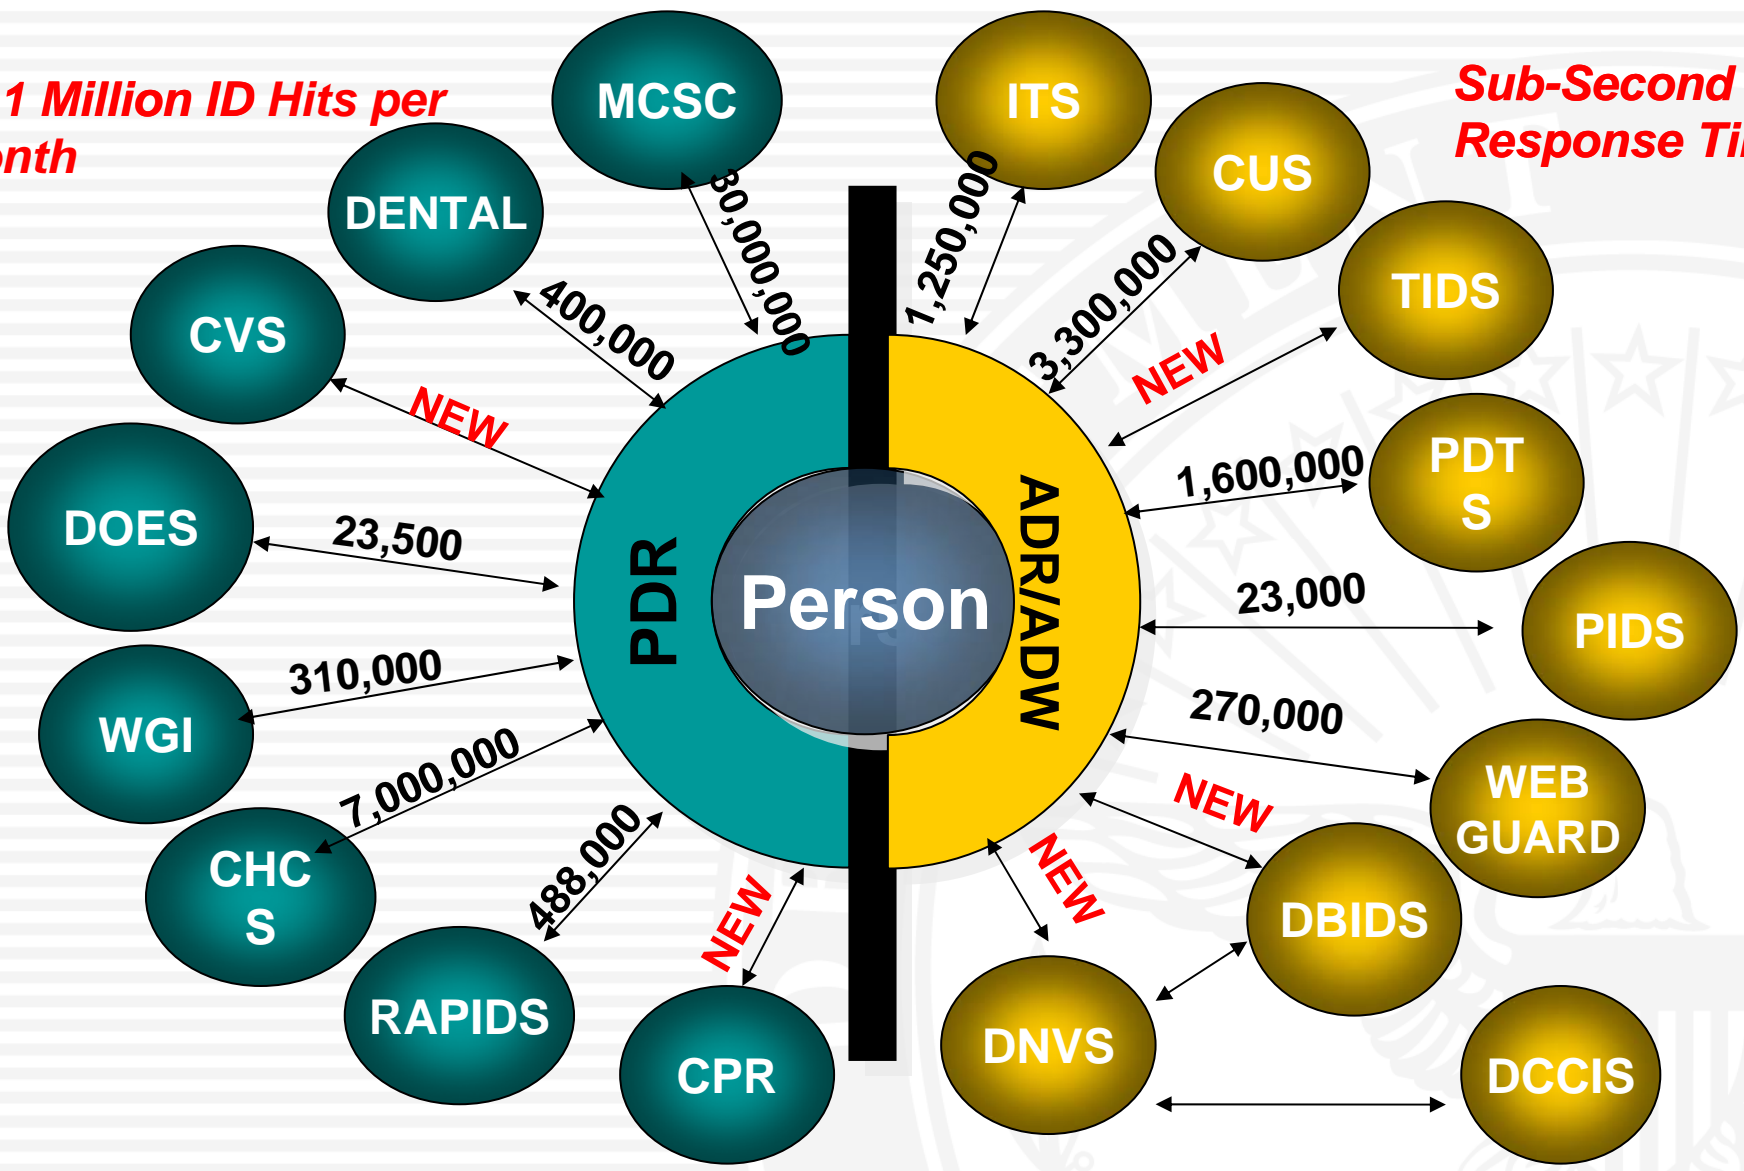 1 Million ID Hits per
onth
Sub-Second
Response Ti
MCSC
ITS
DENTAL
CUS
CVS
TIDS
DOES
PDT
S
WGI
PIDS
CHC
S
WEB
GUARD
RAPIDS
DBIDS
CPR
DNVS
DCCIS
PDR
Person
ADR/ADW
400,000
1,250,000
3,300,000
NEW
NEW
1,600,000
23,500
23,000
310,000
270,000
7,000,000
NEW
488,000
NEW
NEW